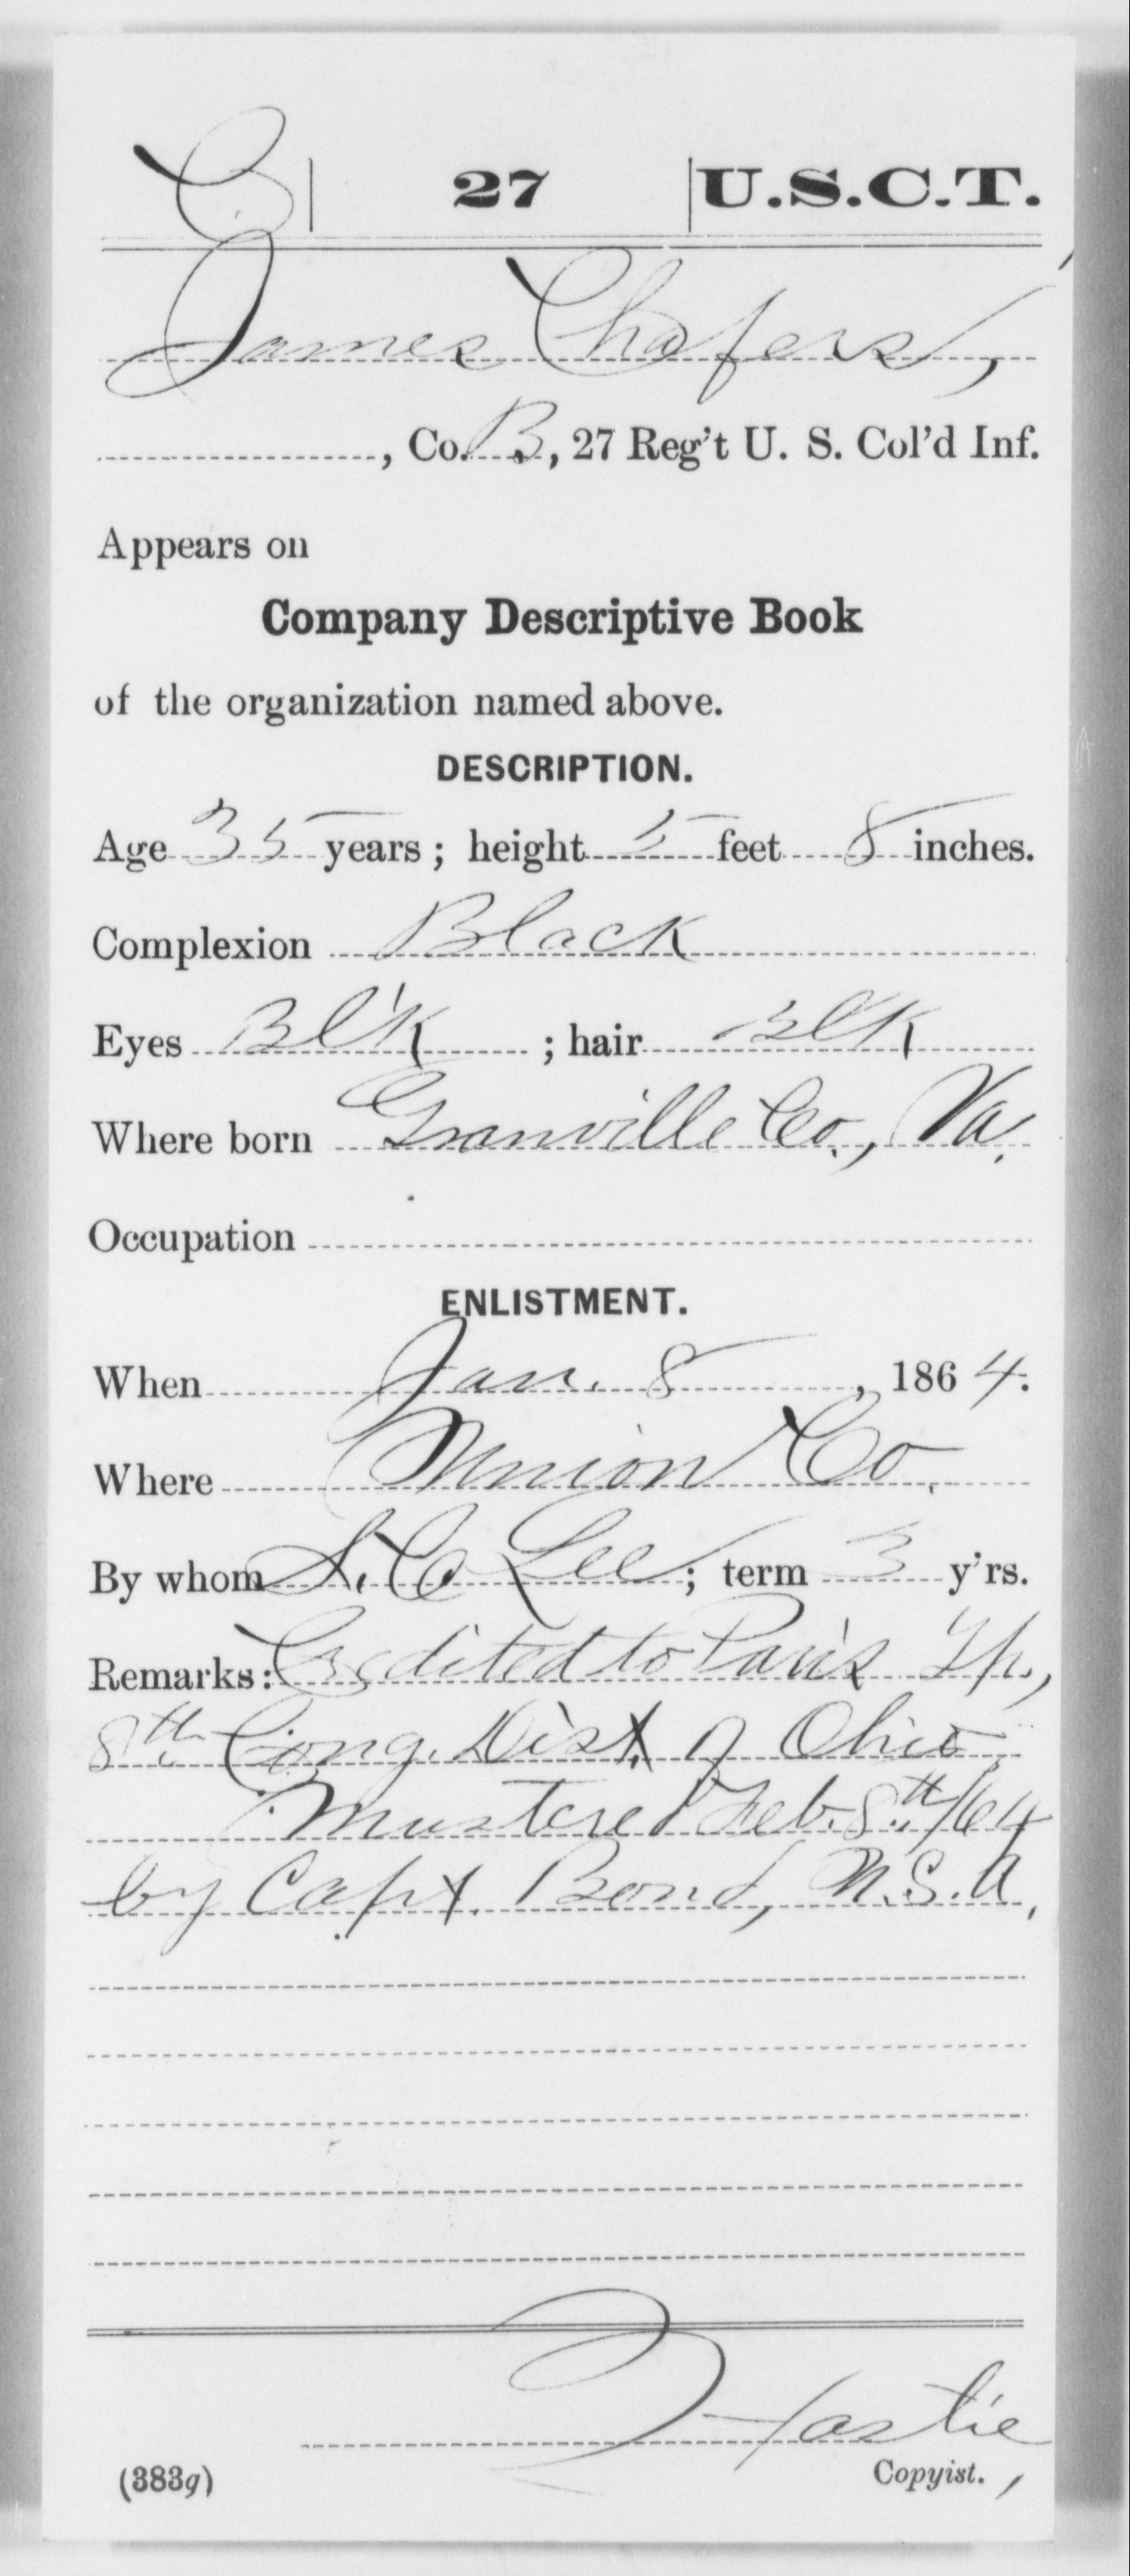 C | 27 | U.S.C.T.
James Chafers,
, Co. B, 27 Reg't U. S. Col'd Inf.
Appears on
Company Descriptive Book
of the organization named above.
DESCRIPTION.
Age 35 years; height 5 feet 8 inches.
Complexion Black
Eyes Bl'k ; hair Bl'k
Where born Granville Co., Va.
Occupation
ENLISTMENT.
When Jan. 8 , 1864.
Where Union Co.
By whom S. C. Lee ; term 3 y'rs.
Remarks: Credited to Paris Tp.,
8th Cong. Dist. of Ohio
Mustered Feb. 8th/64
by Capt. Bond, U.S.A.
Hastie
(383g) Copyist.